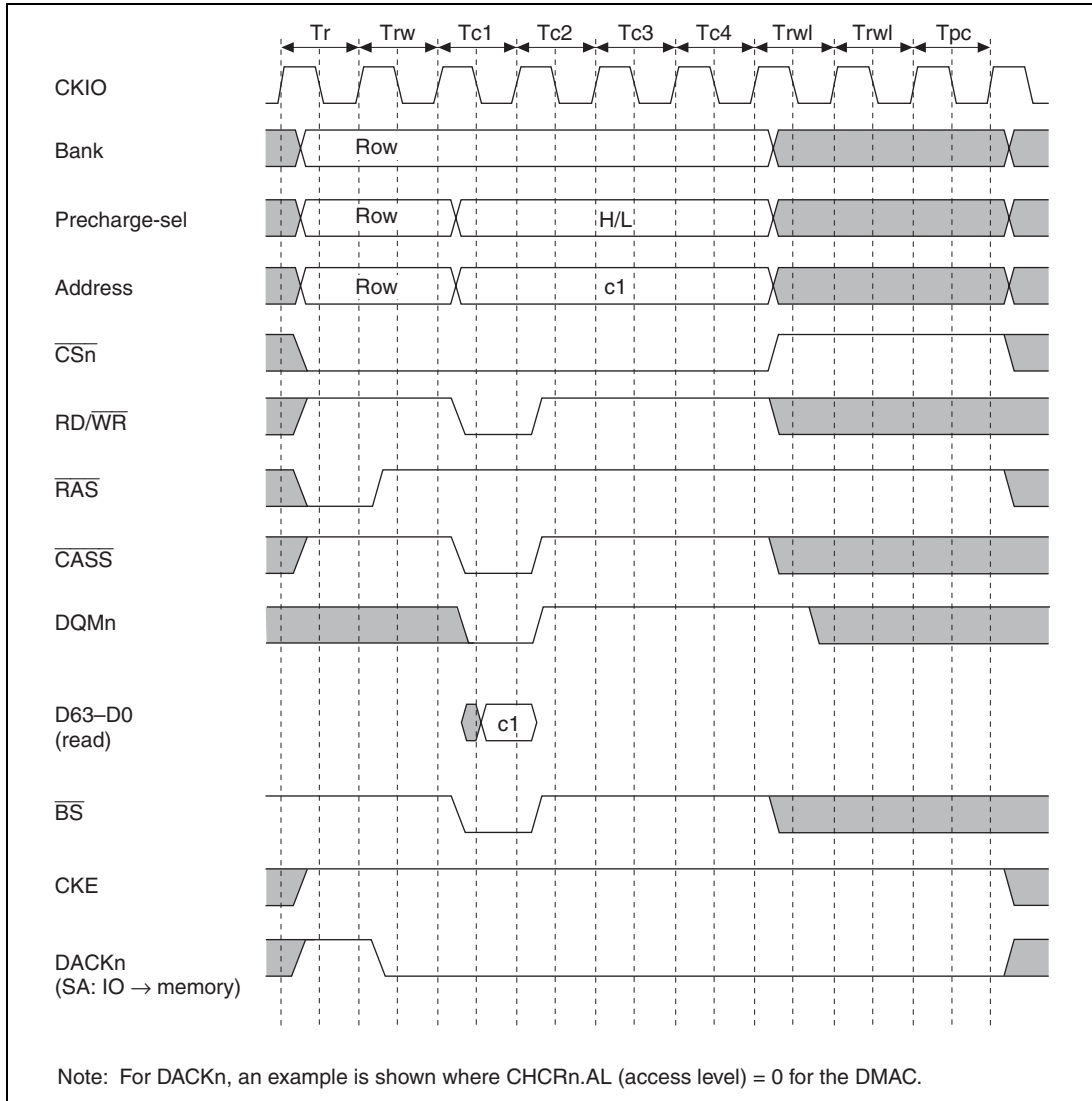 Tr Trw Tc1 Tc2 Tc3 Tc4 Trwl Trwl Tpc
CKIO
Bank Row
Precharge-sel Row H/L
Address Row c1
CSn
RD/WR
RAS
CASS
DQMn
D63–D0
(read) c1
BS
CKE
DACKn
(SA: IO → memory)
Note: For DACKn, an example is shown where CHCRn.AL (access level) = 0 for the DMAC.